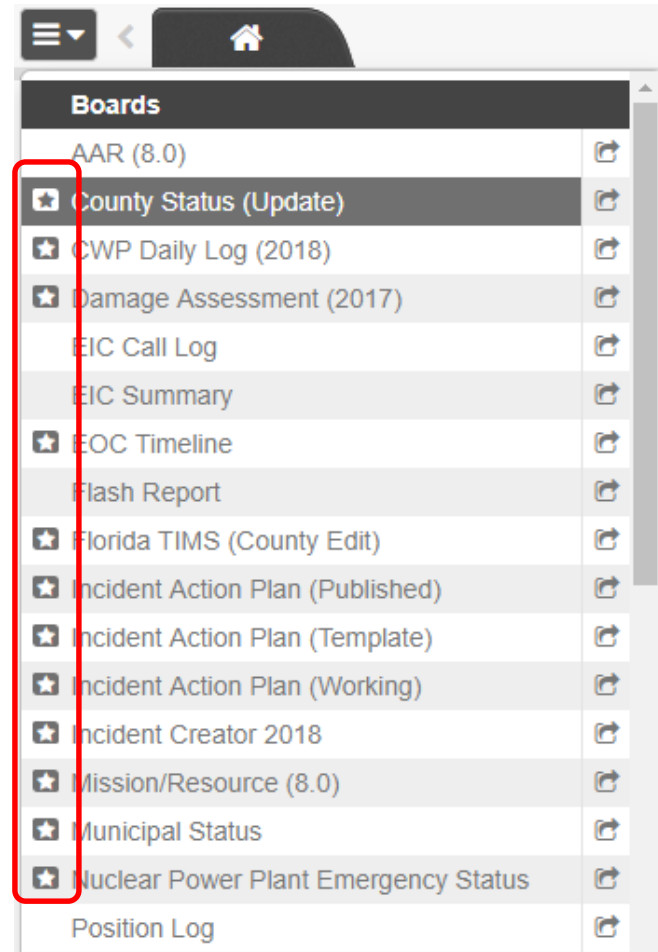 Boards
AAR (8.0)
County Status (Update)
CWP Daily Log (2018)
Damage Assessment (2017)
EIC Call Log
EIC Summary
EOC Timeline
Flash Report
Florida TIMS (County Edit)
Incident Action Plan (Published)
Incident Action Plan (Template)
Incident Action Plan (Working)
Incident Creator 2018
Mission/Resource (8.0)
Municipal Status
Nuclear Power Plant Emergency Status
Position Log